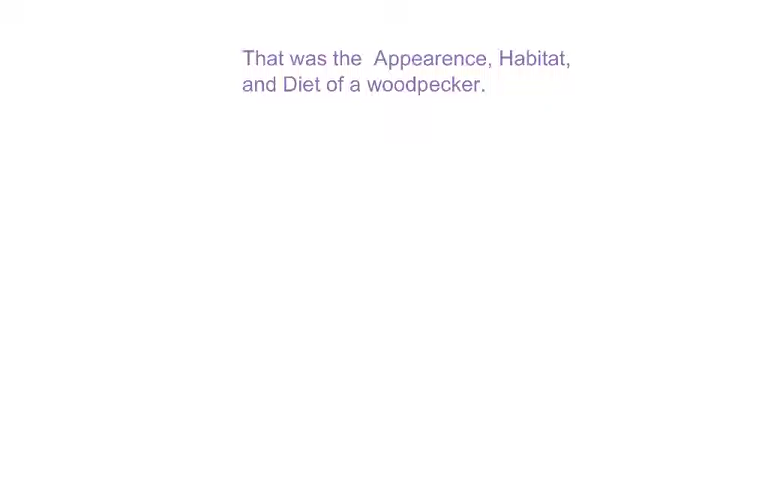 That was the  Appearence, Habitat,
and Diet of a woodpecker.